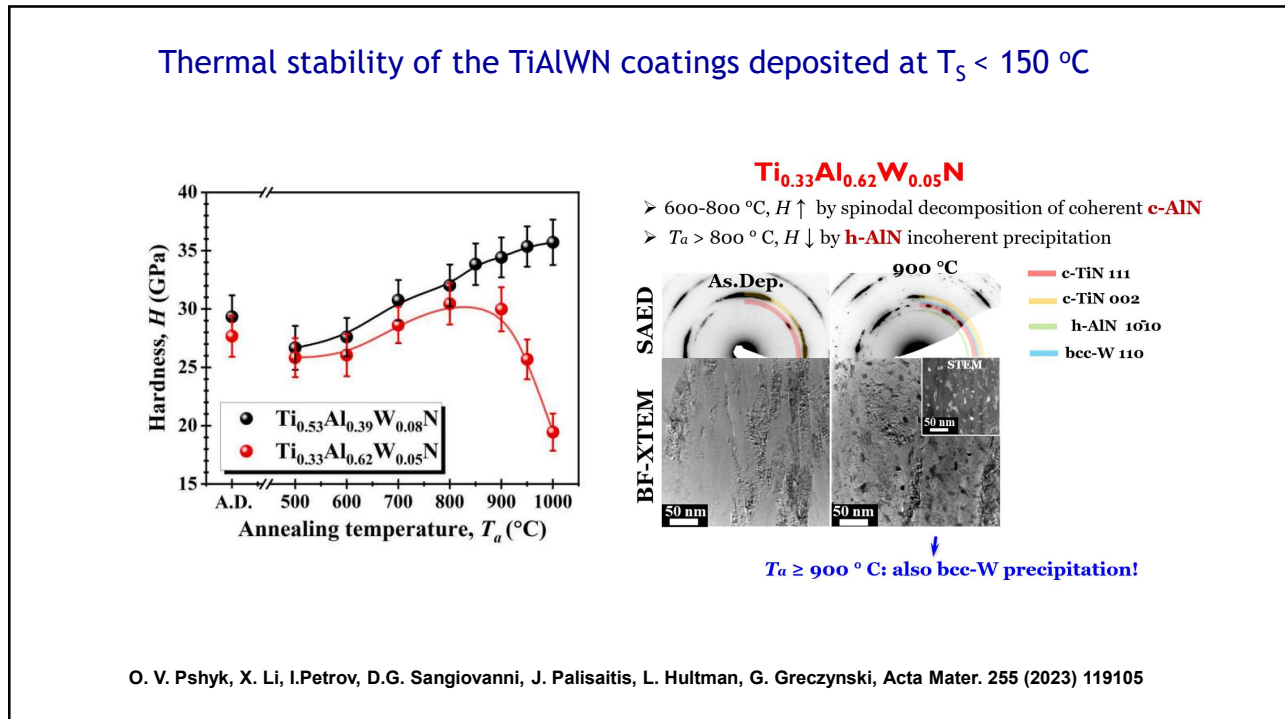 Thermal stability of the TiAlWN coatings deposited at T_S < 150 °C
40
35
30
25
20
15
Hardness, H (GPa)
Ti0.53Al0.39W0.08N
Ti0.33Al0.62W0.05N
A.D.
500
600
700
800
900
1000
Annealing temperature, Ta (°C)
Ti0.33Al0.62W0.05N
➢ 600-800 °C, H ↑ by spinodal decomposition of coherent c-AlN
➢ Ta > 800 ° C, H ↓ by h-AlN incoherent precipitation
As.Dep.
900 °C
SAED
c-TiN 111
c-TiN 002
h-AlN 10-10
bcc-W 110
BF-XTEM
STEM
50 nm
50 nm
50 nm
Ta ≥ 900 ° C: also bcc-W precipitation!
O. V. Pshyk, X. Li, I.Petrov, D.G. Sangiovanni, J. Palisaitis, L. Hultman, G. Greczynski, Acta Mater. 255 (2023) 119105